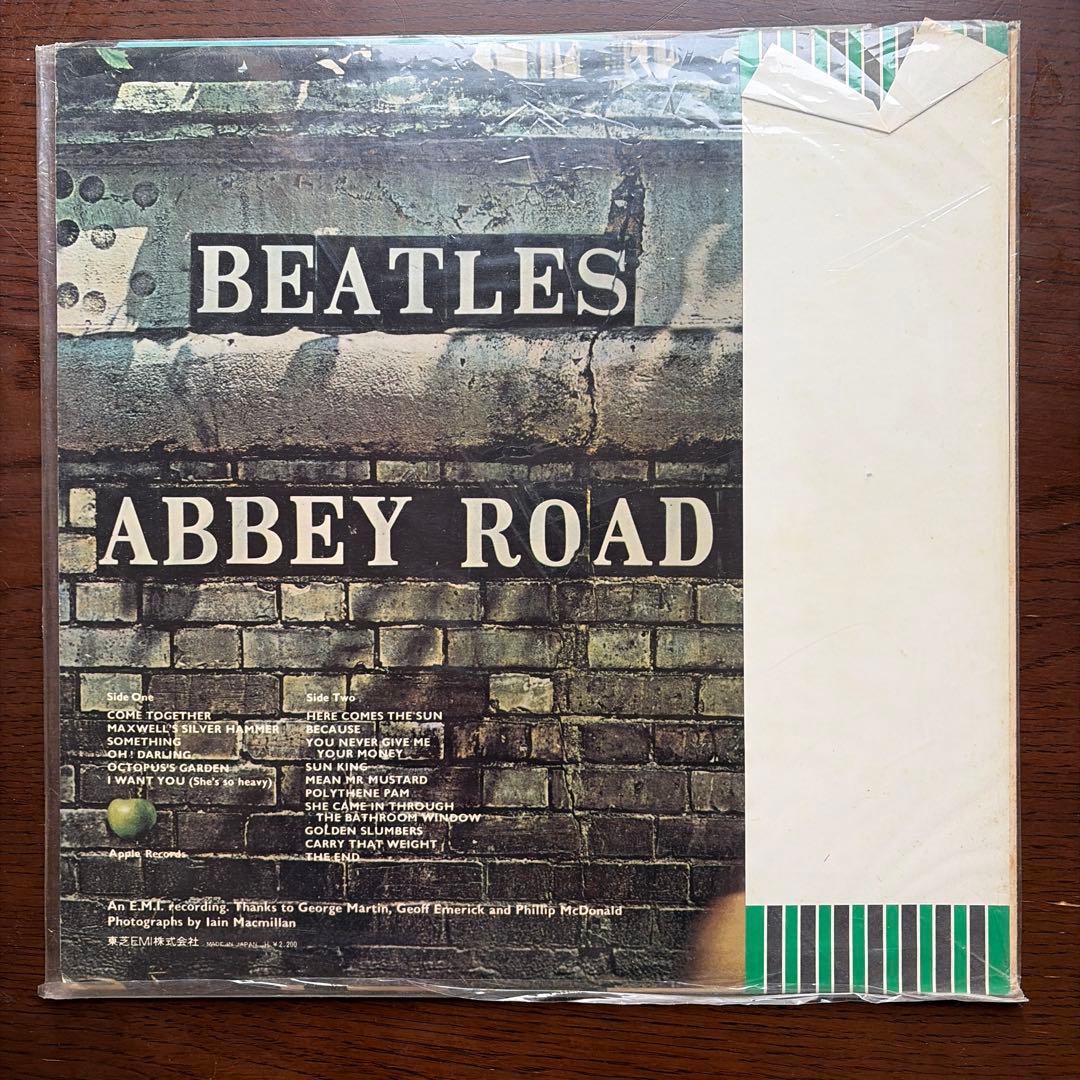 BEATLES
ABBEY ROAD
Side One
COME TOGETHER
MAXWELL'S SILVER HAMMER
SOMETHING
OH! DARLING
OCTOPUS'S GARDEN
I WANT YOU (She's so heavy)
Apple Records
Side Two
HERE COMES THE SUN
BECAUSE
YOU NEVER GIVE ME
YOUR MONEY
SUN KING
MEAN MR MUSTARD
POLYTHENE PAM
SHE CAME IN THROUGH
THE BATHROOM WINDOW
GOLDEN SLUMBERS
CARRY THAT WEIGHT
THE END
An E.M.I. recording. Thanks to George Martin, Geoff Emerick and Phillip McDonald
Photographs by Iain Macmillan
東芝EMI株式会社 MADE IN JAPAN H ¥2,200